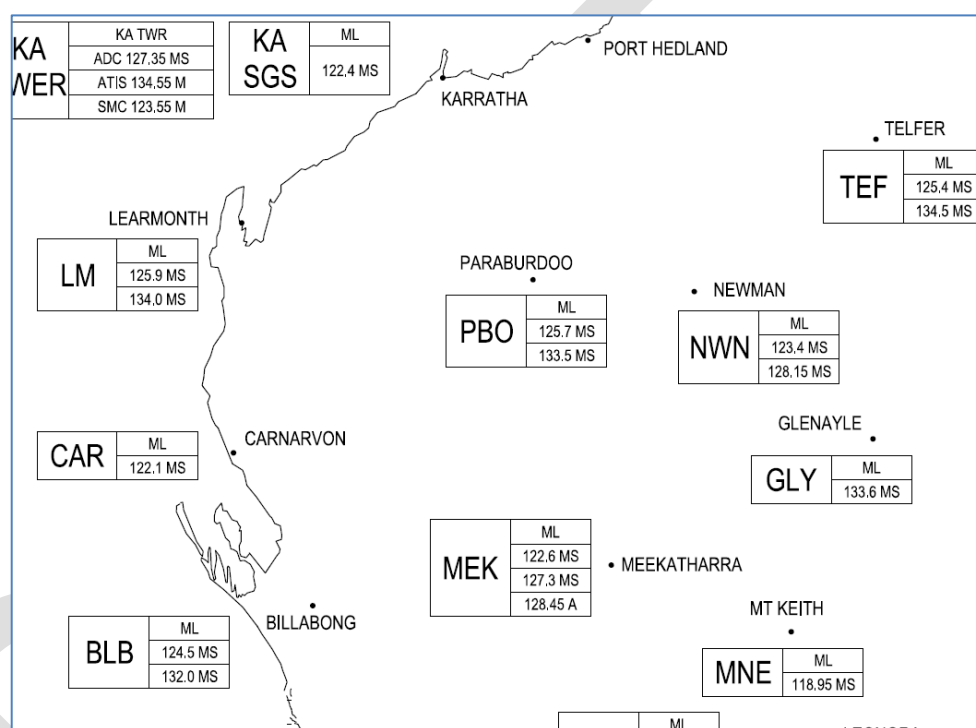 KA
WER
KA TWR
ADC 127.35 MS
ATIS 134.55 M
SMC 123.55 M
KA
SGS
ML
122.4 MS
PORT HEDLAND
KARRATHA
TELFER
TEF
ML
125.4 MS
134.5 MS
LEARMONTH
LM
ML
125.9 MS
134.0 MS
PARABURDOO
PBO
ML
125.7 MS
133.5 MS
NEWMAN
NWN
ML
123.4 MS
128.15 MS
GLENAYLE
GLY
ML
133.6 MS
CARNARVON
CAR
ML
122.1 MS
MEK
ML
122.6 MS
127.3 MS
128.45 A
MEEKATHARRA
BILLABONG
BLB
ML
124.5 MS
132.0 MS
MT KEITH
MNE
ML
118.95 MS
ML